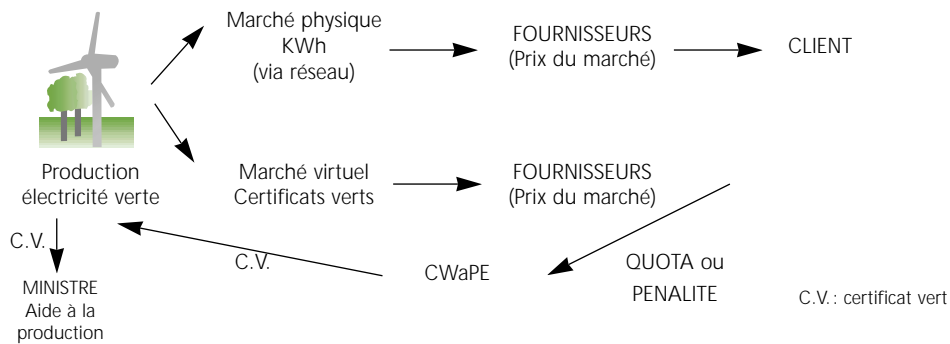 Marché physique
KWh
(via réseau)
FOURNISSEURS
(Prix du marché)
CLIENT
Production
électricité verte
Marché virtuel
Certificats verts
FOURNISSEURS
(Prix du marché)
C.V.
MINISTRE
Aide à la
production
C.V.
CWaPE
QUOTA ou
PENALITE
C.V. : certificat vert